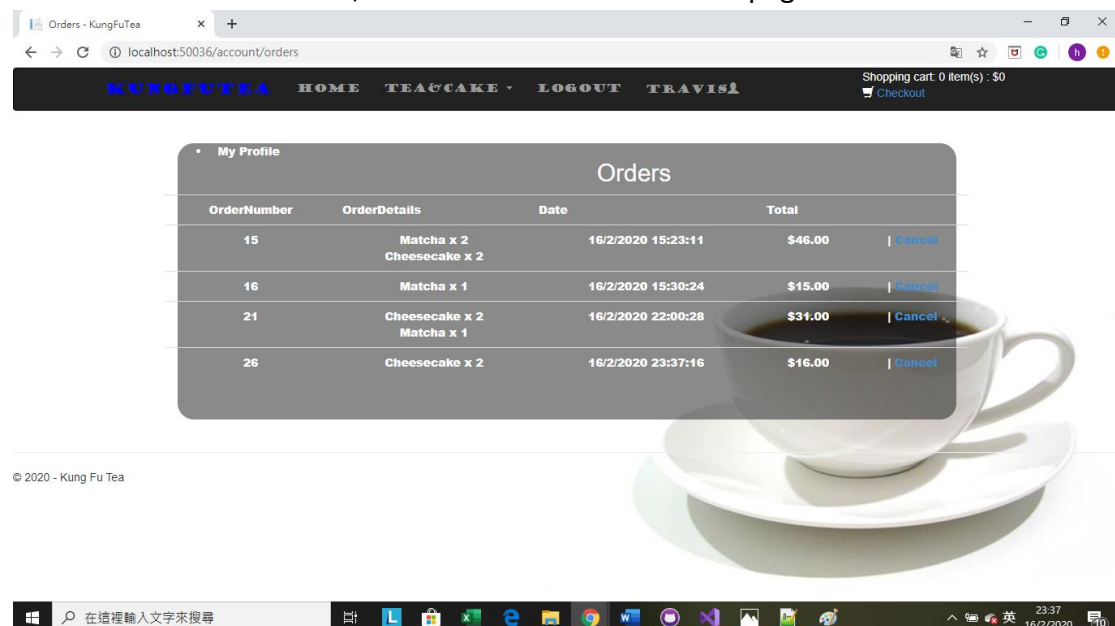 Orders - KungFuTea
localhost:50036/account/orders
h
KUNGFUTEA HOME TEA&CAKE LOGOUT TRAVIS
Shopping cart: 0 item(s) : $0
Checkout
• My Profile
Orders
OrderNumber OrderDetails Date Total
15 Matcha x 2 16/2/2020 15:23:11 $46.00 | Cancel
Cheesecake x 2
16 Matcha x 1 16/2/2020 15:30:24 $15.00 | Cancel
21 Cheesecake x 2 16/2/2020 22:00:28 $31.00 | Cancel
Matcha x 1
26 Cheesecake x 2 16/2/2020 23:37:16 $16.00 | Cancel
© 2020 - Kung Fu Tea
在這裡輸入文字來搜尋
L
英
23:37
16/2/2020